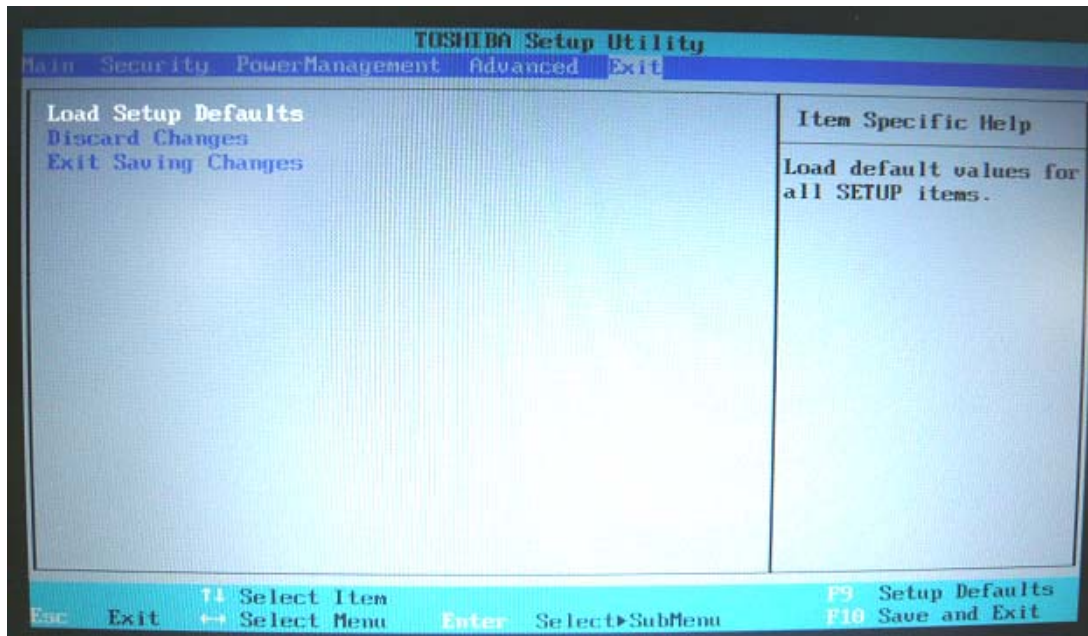 TOSHIBA Setup Utility
Main Security PowerManagement Advanced Exit
Load Setup Defaults
Discard Changes
Exit Saving Changes
Item Specific Help
Load default values for
all SETUP items.
↑↓ Select Item F9 Setup Defaults
Esc Exit ↔ Select Menu Enter Select▶SubMenu F10 Save and Exit